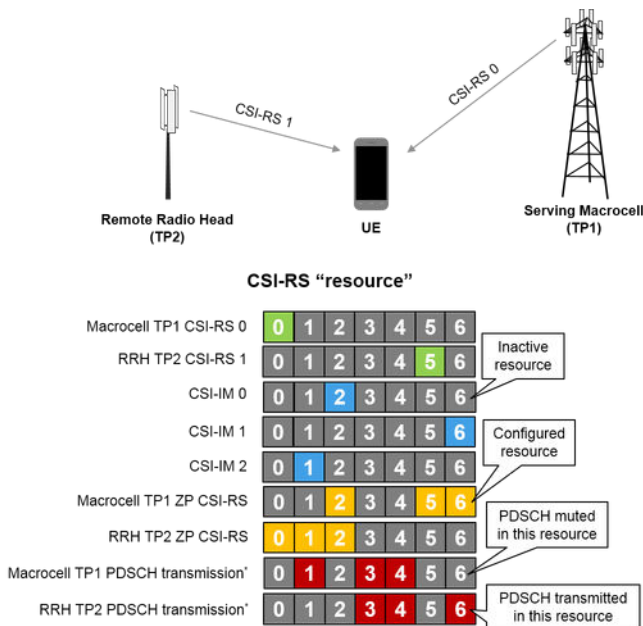 CSI-RS 1
CSI-RS 0
Remote Radio Head
(TP2)
UE
Serving Macrocell
(TP1)
CSI-RS “resource”
Macrocell TP1 CSI-RS 0
0 1 2 3 4 5 6
RRH TP2 CSI-RS 1
0 1 2 3 4 5 6
Inactive
resource
CSI-IM 0
0 1 2 3 4 5 6
CSI-IM 1
0 1 2 3 4 5 6
Configured
resource
CSI-IM 2
0 1 2 3 4 5 6
Macrocell TP1 ZP CSI-RS
0 1 2 3 4 5 6
PDSCH muted
in this resource
RRH TP2 ZP CSI-RS
0 1 2 3 4 5 6
Macrocell TP1 PDSCH transmission*
0 1 2 3 4 5 6
RRH TP2 PDSCH transmission*
0 1 2 3 4 5 6
PDSCH transmitted
in this resource